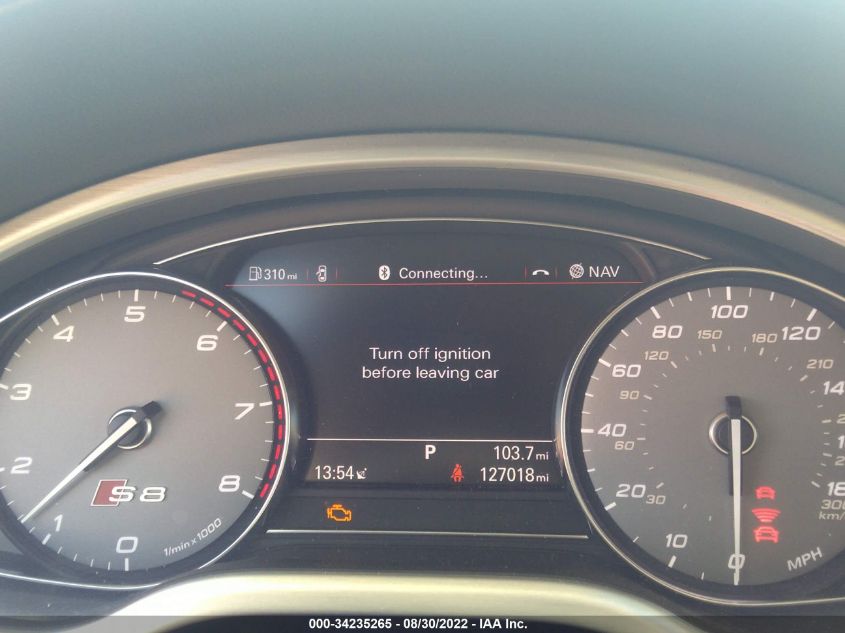 310 mi
Connecting...
NAV
Turn off ignition
before leaving car
P 103.7 mi
13:54 127018 mi
0 1 2 3 4 5 6 7 8
S8
1/min x 1000
0 10 20 40 60 80 100 120
30 60 90 120 150 180 210
MPH
km/
000-34235265 - 08/30/2022 - IAA Inc.